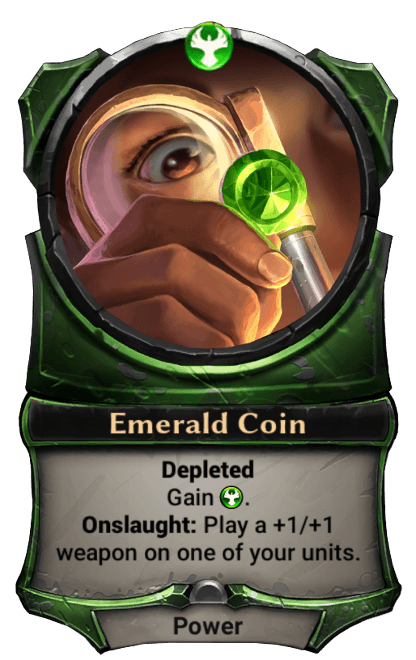 Emerald Coin
Depleted
Gain .
Onslaught: Play a +1/+1
weapon on one of your units.
Power